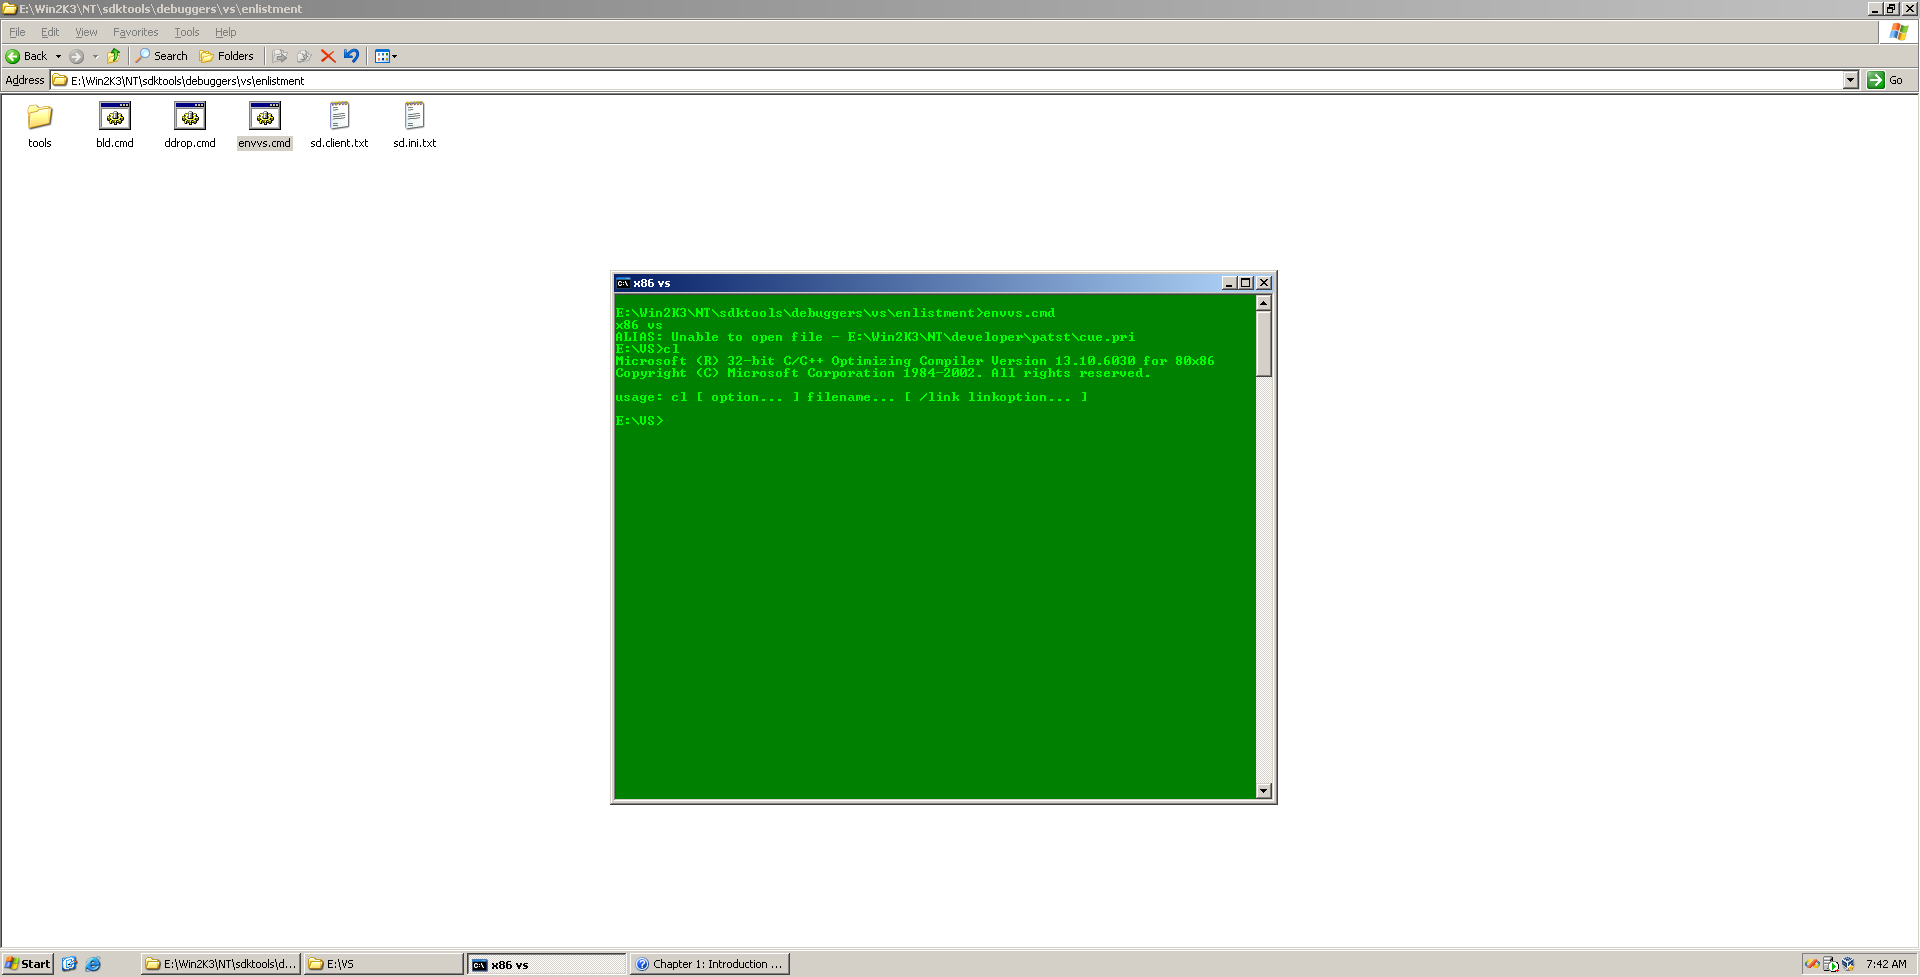 E:\Win2K3\NT\sdktools\debuggers\vs\enlistment
File Edit View Favorites Tools Help
Back Search Folders
Address E:\Win2K3\NT\sdktools\debuggers\vs\enlistment Go
tools bld.cmd ddrop.cmd envvs.cmd sd.client.txt sd.ini.txt
x86 vs
E:\Win2K3\NT\sdktools\debuggers\vs\enlistment>envvs.cmd
x86 vs
ALIAS: Unable to open file - E:\Win2K3\NT\developer\patst\cue.pri
E:\VS>cl
Microsoft (R) 32-bit C/C++ Optimizing Compiler Version 13.10.6030 for 80x86
Copyright (C) Microsoft Corporation 1984-2002. All rights reserved.
usage: cl [ option... ] filename... [ /link linkoption... ]
E:\VS>
Start E:\Win2K3\NT\sdktools\d... E:\VS x86 vs Chapter 1: Introduction ... 7:42 AM